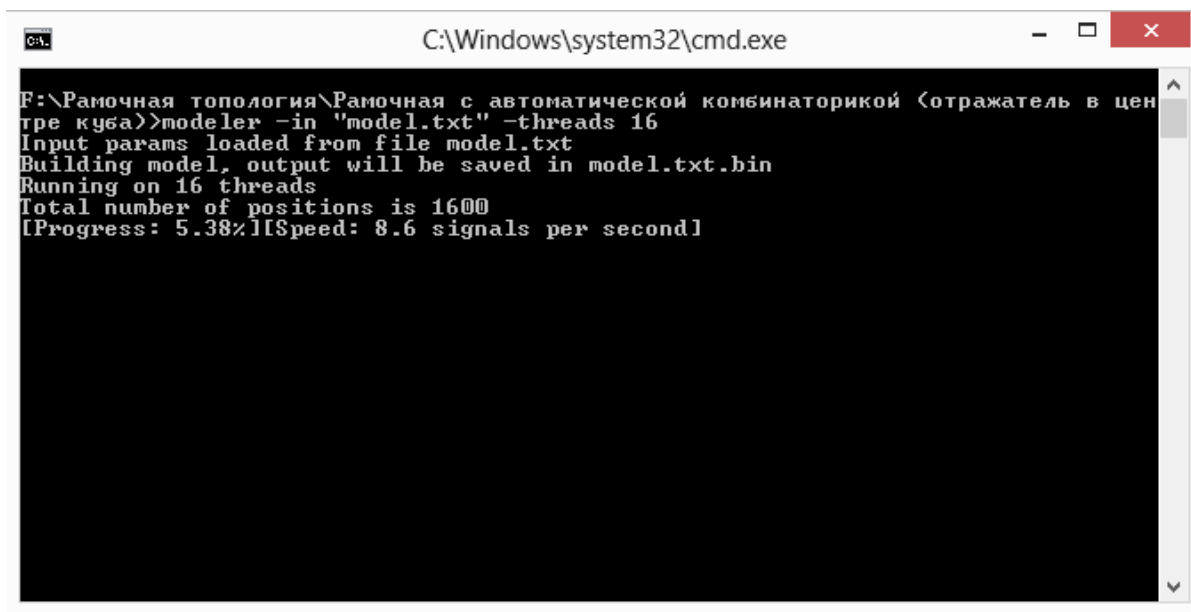 C:\Windows\system32\cmd.exe
F:\Рамочная топология\Рамочная с автоматической комбинаторикой (отражатель в цен
тре куба)>modeler -in "model.txt" -threads 16
Input params loaded from file model.txt
Building model, output will be saved in model.txt.bin
Running on 16 threads
Total number of positions is 1600
[Progress: 5.38%][Speed: 8.6 signals per second]